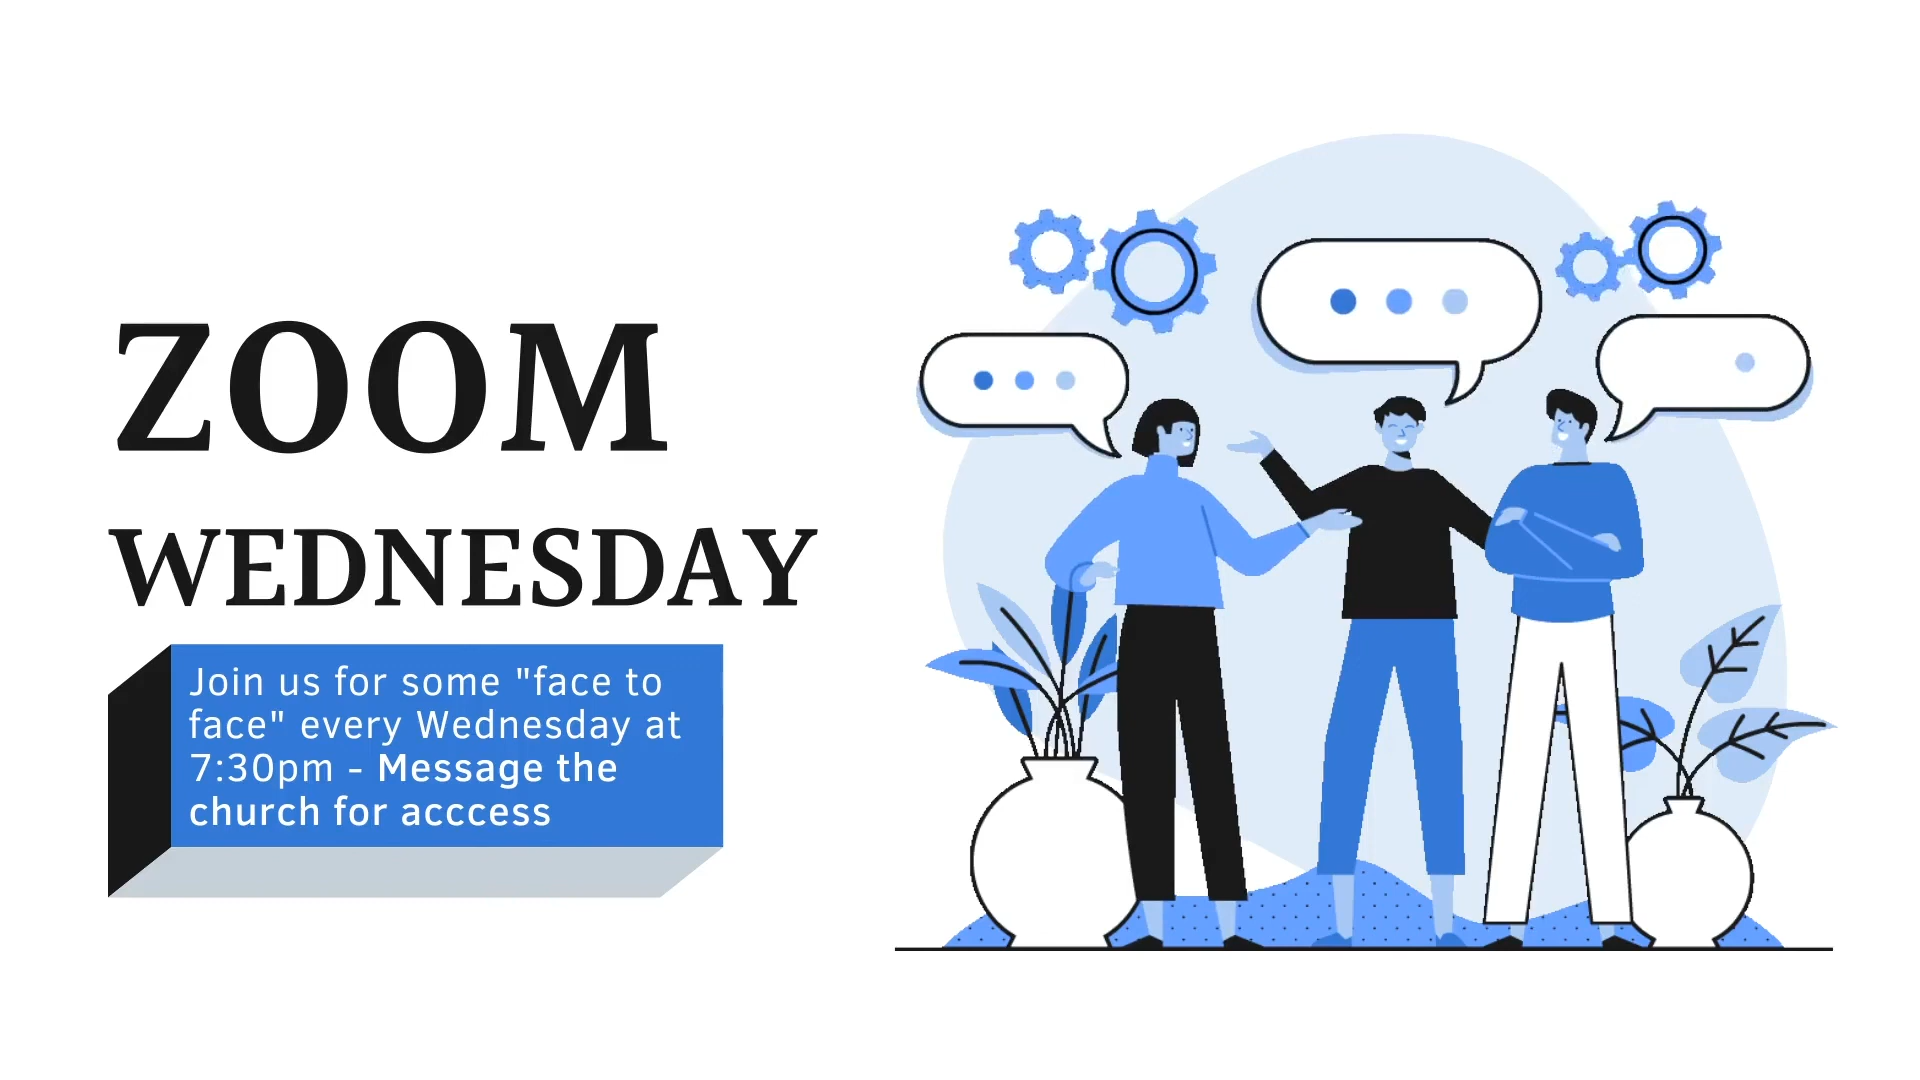 ZOOM
WEDNESDAY
Join us for some "face to
face" every Wednesday at
7:30pm - Message the
church for acccess